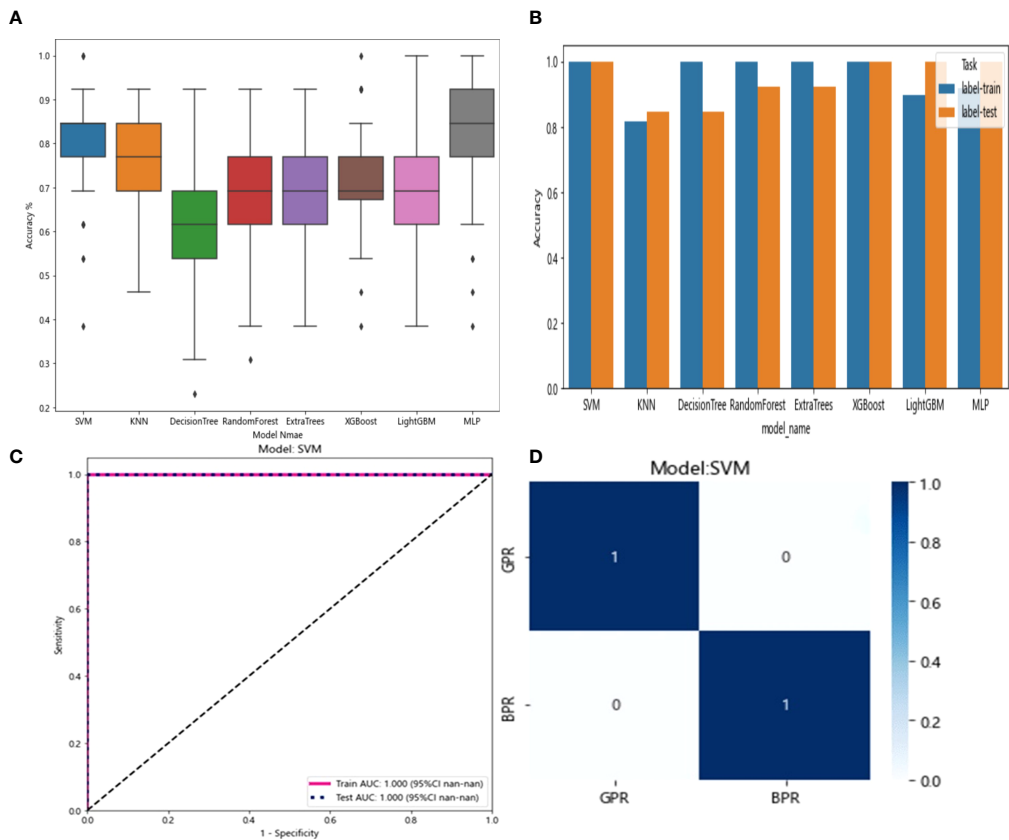 A
1.0
0.9
0.8
0.7
0.6
0.5
0.4
0.3
0.2
Accuracy %
SVM KNN DecisionTree RandomForest ExtraTrees XGBoost LightGBM MLP
Model Nmae
B
1.0
0.8
0.6
0.4
0.2
0.0
Accuracy
Task
label-train
label-test
SVM KNN DecisionTree RandomForest ExtraTrees XGBoost LightGBM MLP
model_name
C
Model: SVM
1.0
0.8
0.6
0.4
0.2
0.0
Sensitivity
Train AUC: 1.000 (95%CI nan-nan)
Test AUC: 1.000 (95%CI nan-nan)
0.0 0.2 0.4 0.6 0.8 1.0
1 - Specificity
D
Model:SVM
GPR
BPR
1 0
0 1
GPR BPR
1.0
0.8
0.6
0.4
0.2
0.0